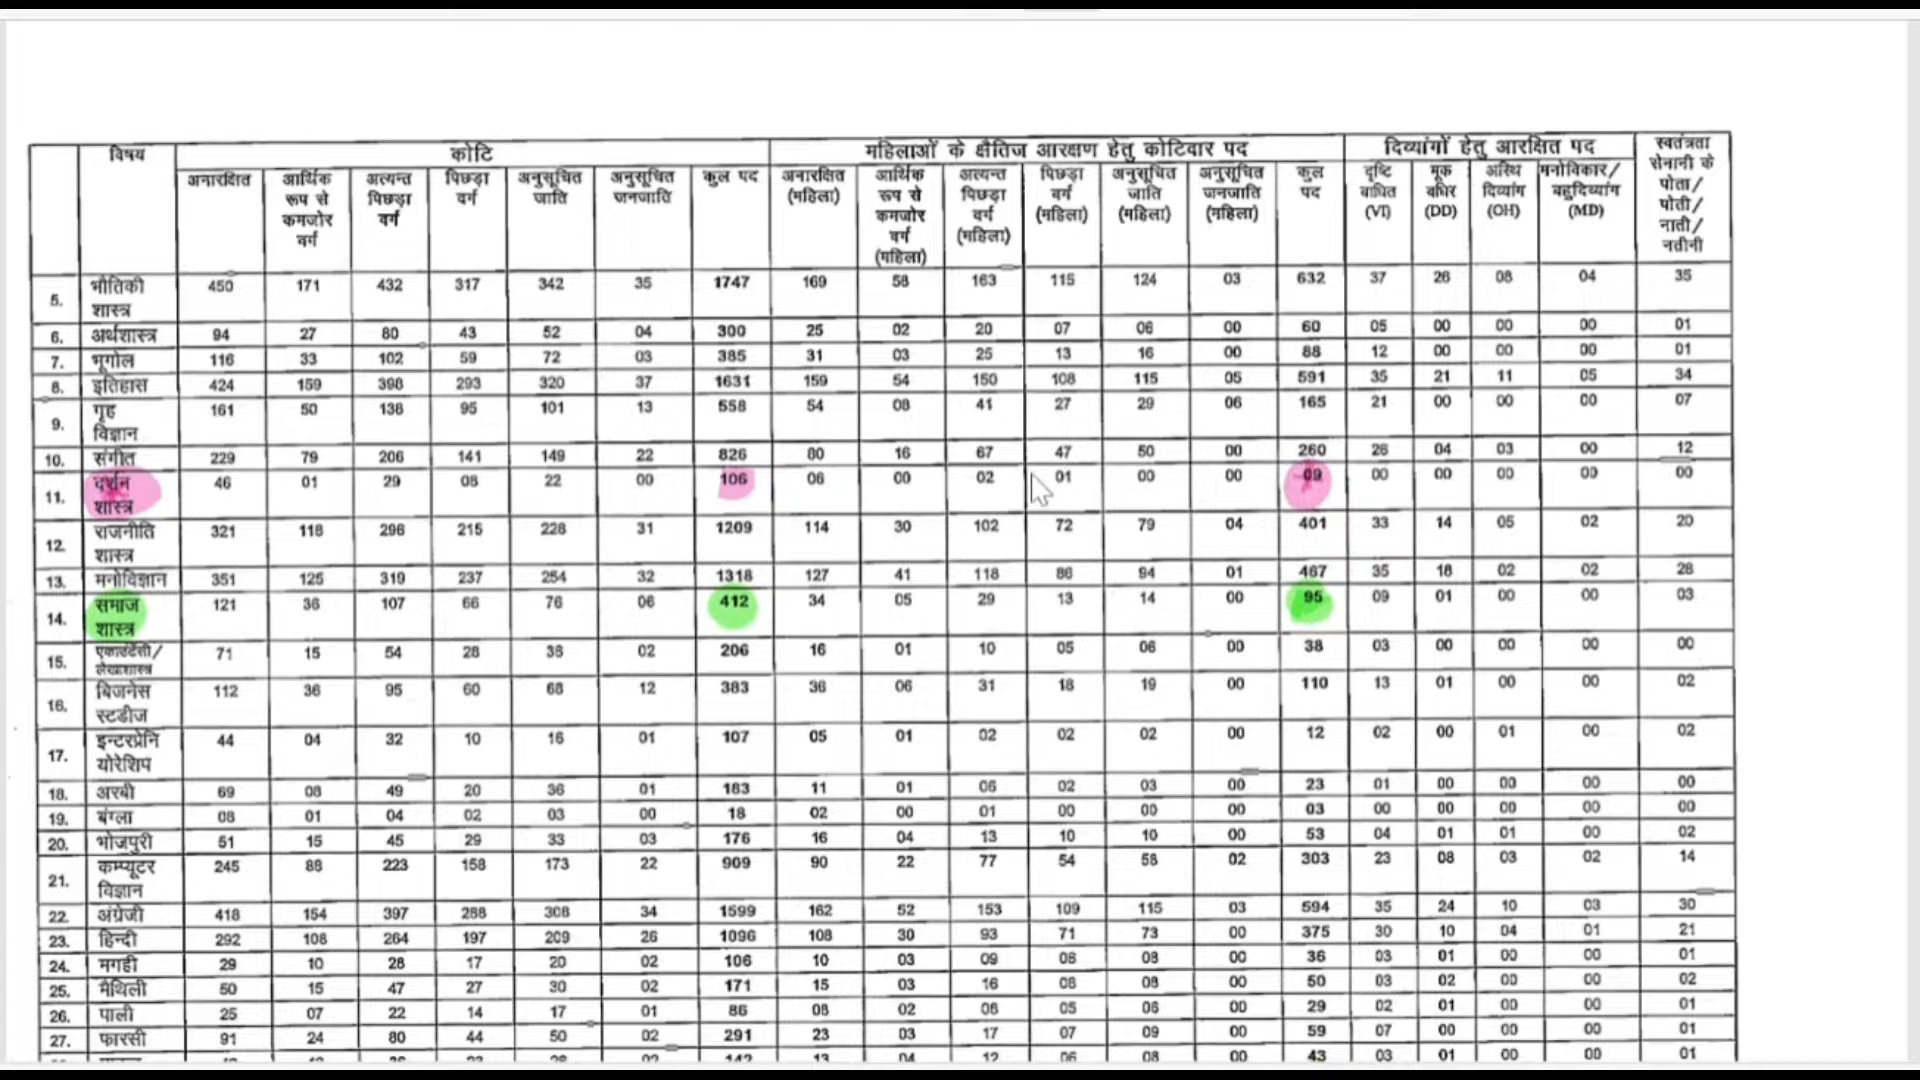 विषय कोटि महिलाओं के क्षैतिज आरक्षण हेतु कोटिवार पद दिव्यांगों हेतु आरक्षित पद स्वतंत्रता सेनानी के पोता/ पोती/ नाती/ नतीनी
अनारक्षित आर्थिक रूप से कमजोर वर्ग अत्यन्त पिछड़ा वर्ग पिछड़ा वर्ग अनुसूचित जाति अनुसूचित जनजाति कुल पद अनारक्षित (महिला) आर्थिक रूप से कमजोर वर्ग (महिला) अत्यन्त पिछड़ा वर्ग (महिला) पिछड़ा वर्ग (महिला) अनुसूचित जाति (महिला) अनुसूचित जनजाति (महिला) कुल पद दृष्टि बाधित (VI) मूक बधिर (DD) अस्थि दिव्यांग (OH) मनोविकार/ बहुदिव्यांग (MD)
5. भौतिकी शास्त्र 450 171 432 317 342 35 1747 169 58 163 115 124 03 632 37 26 08 04 35
6. अर्थशास्त्र 94 27 80 43 52 04 300 25 02 20 07 06 00 60 05 00 00 00 01
7. भूगोल 116 33 102 59 72 03 385 31 03 25 13 16 00 88 12 00 00 00 01
8. इतिहास 424 159 398 293 320 37 1631 159 54 150 108 115 05 591 35 21 11 05 34
9. गृह विज्ञान 161 50 138 95 101 13 558 54 08 41 27 29 06 165 21 00 00 00 07
10. संगीत 229 79 206 141 149 22 826 80 16 67 47 50 00 260 26 04 03 00 12
11. दर्शन शास्त्र 46 01 29 08 22 00 106 06 00 02 01 00 00 09 00 00 00 00 00
12. राजनीति शास्त्र 321 118 296 215 228 31 1209 114 30 102 72 79 04 401 33 14 05 02 20
13. मनोविज्ञान 351 125 319 237 254 32 1318 127 41 118 86 94 01 467 35 18 02 02 28
14. समाज शास्त्र 121 36 107 66 76 06 412 34 05 29 13 14 00 95 09 01 00 00 03
15. एकाउंटेंसी/ लेखाशास्त्र 71 15 54 28 36 02 206 16 01 10 05 06 00 38 03 00 00 00 00
16. बिजनेस स्टडीज 112 36 95 60 68 12 383 36 06 31 18 19 00 110 13 01 00 00 02
17. इन्टरप्रेनि योरेशिप 44 04 32 10 16 01 107 05 01 02 02 02 00 12 02 00 01 00 02
18. अरबी 69 08 49 20 36 01 183 11 01 06 02 03 00 23 01 00 00 00 00
19. बंग्ला 08 01 04 02 03 00 18 02 00 01 00 00 00 03 00 00 00 00 00
20. भोजपुरी 51 15 45 29 33 03 176 16 04 13 10 10 00 53 04 01 01 00 02
21. कम्प्यूटर विज्ञान 245 88 223 158 173 22 909 90 22 77 54 58 02 303 23 08 03 02 14
22. अंग्रेजी 418 154 397 288 308 34 1599 162 52 153 109 115 03 594 35 24 10 03 30
23. हिन्दी 292 108 264 197 209 26 1096 108 30 93 71 73 00 375 30 10 04 01 21
24. मगही 29 10 28 17 20 02 106 10 03 09 06 08 00 36 03 01 00 00 01
25. मैथिली 50 15 47 27 30 02 171 15 03 16 08 08 00 50 03 02 00 00 02
26. पाली 25 07 22 14 17 01 86 08 02 08 05 06 00 29 02 01 00 00 01
27. फारसी 91 24 80 44 50 02 291 23 03 17 07 09 00 59 07 00 00 00 01
142 13 04 12 06 08 00 43 03 01 00 00 01